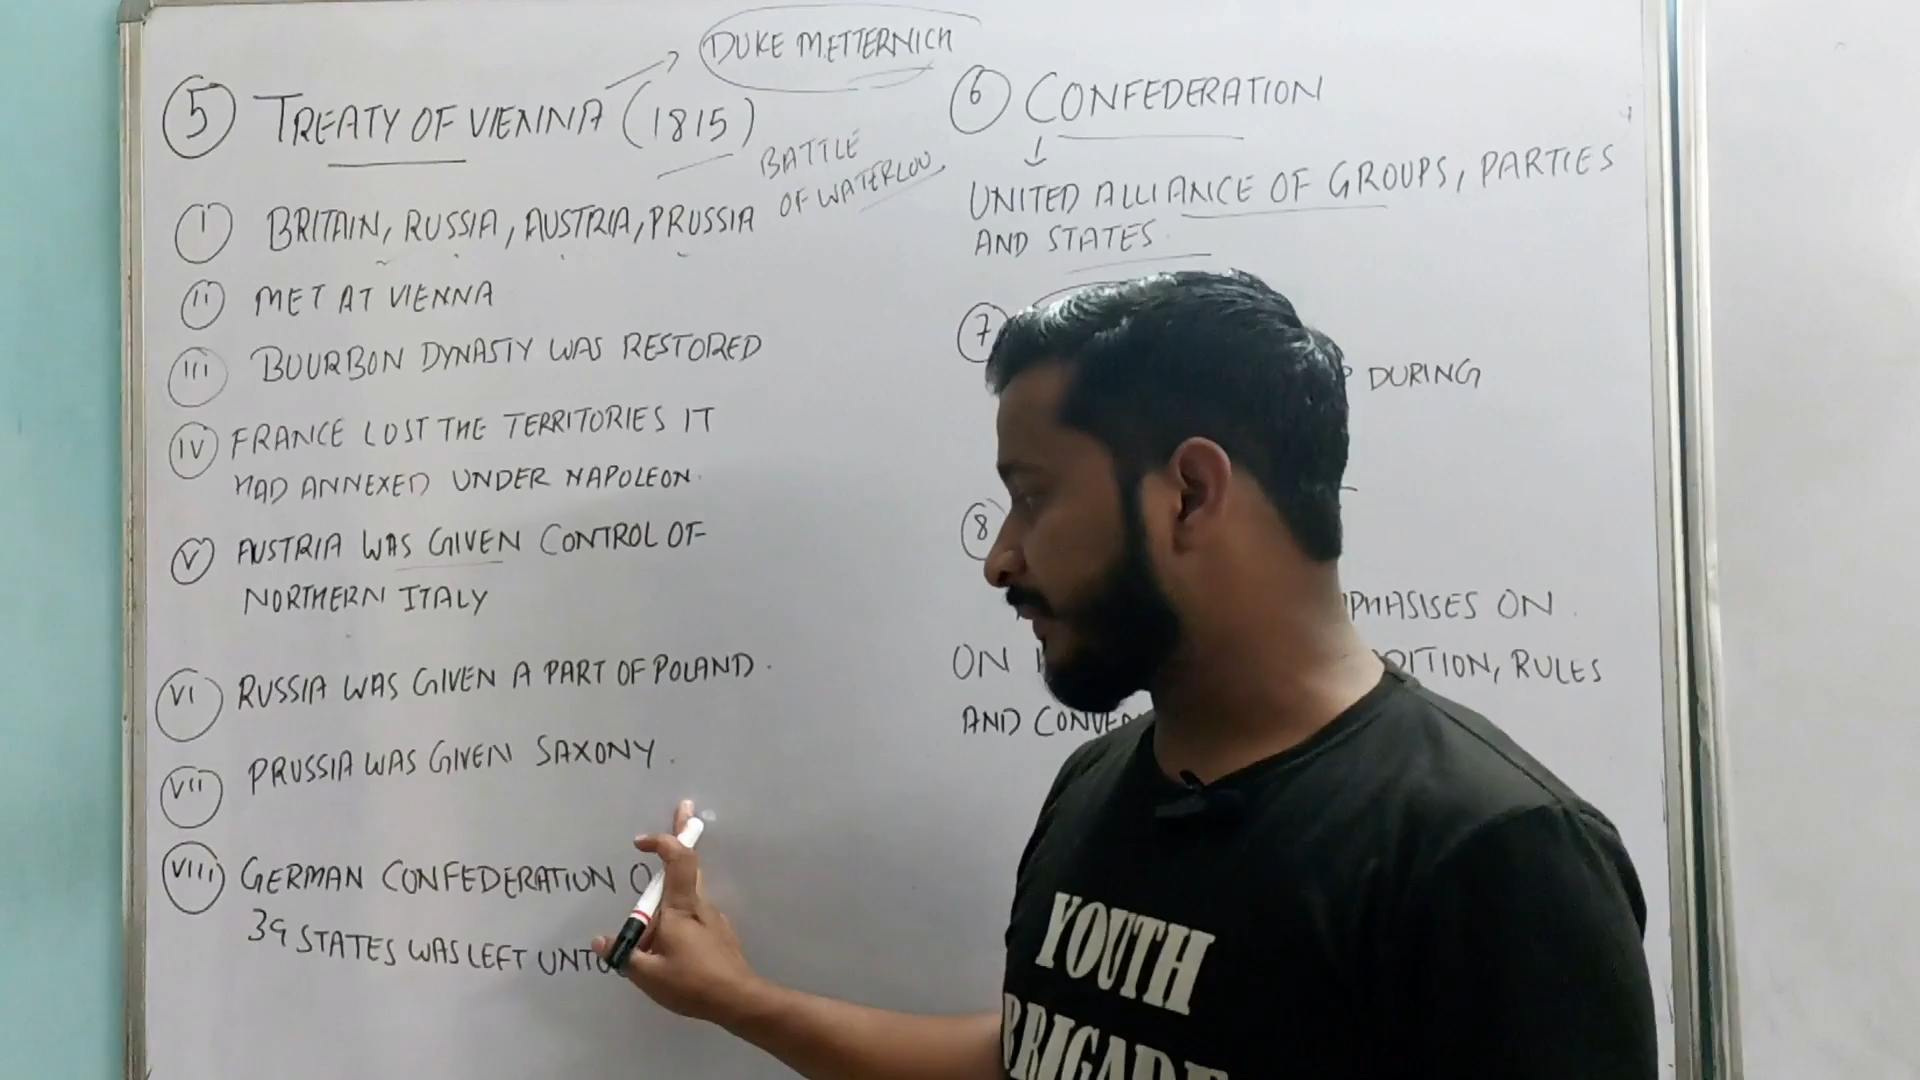 DUKE METTERNICH
5 TREATY OF VIENNA (1815)
BATTLE
OF WATERLOO
I BRITAIN, RUSSIA, AUSTRIA, PRUSSIA
II MET AT VIENNA
III BOURBON DYNASTY WAS RESTORED
IV FRANCE LOST THE TERRITORIES IT
HAD ANNEXED UNDER NAPOLEON.
V AUSTRIA WAS GIVEN CONTROL OF
NORTHERN ITALY
VI RUSSIA WAS GIVEN A PART OF POLAND.
VII PRUSSIA WAS GIVEN SAXONY.
VIII GERMAN CONFEDERATION
39 STATES WAS LEFT
6 CONFEDERATION
UNITED ALLIANCE OF GROUPS, PARTIES
AND STATES
7
DURING
8
ON
ON RULES
AND
YOUTH